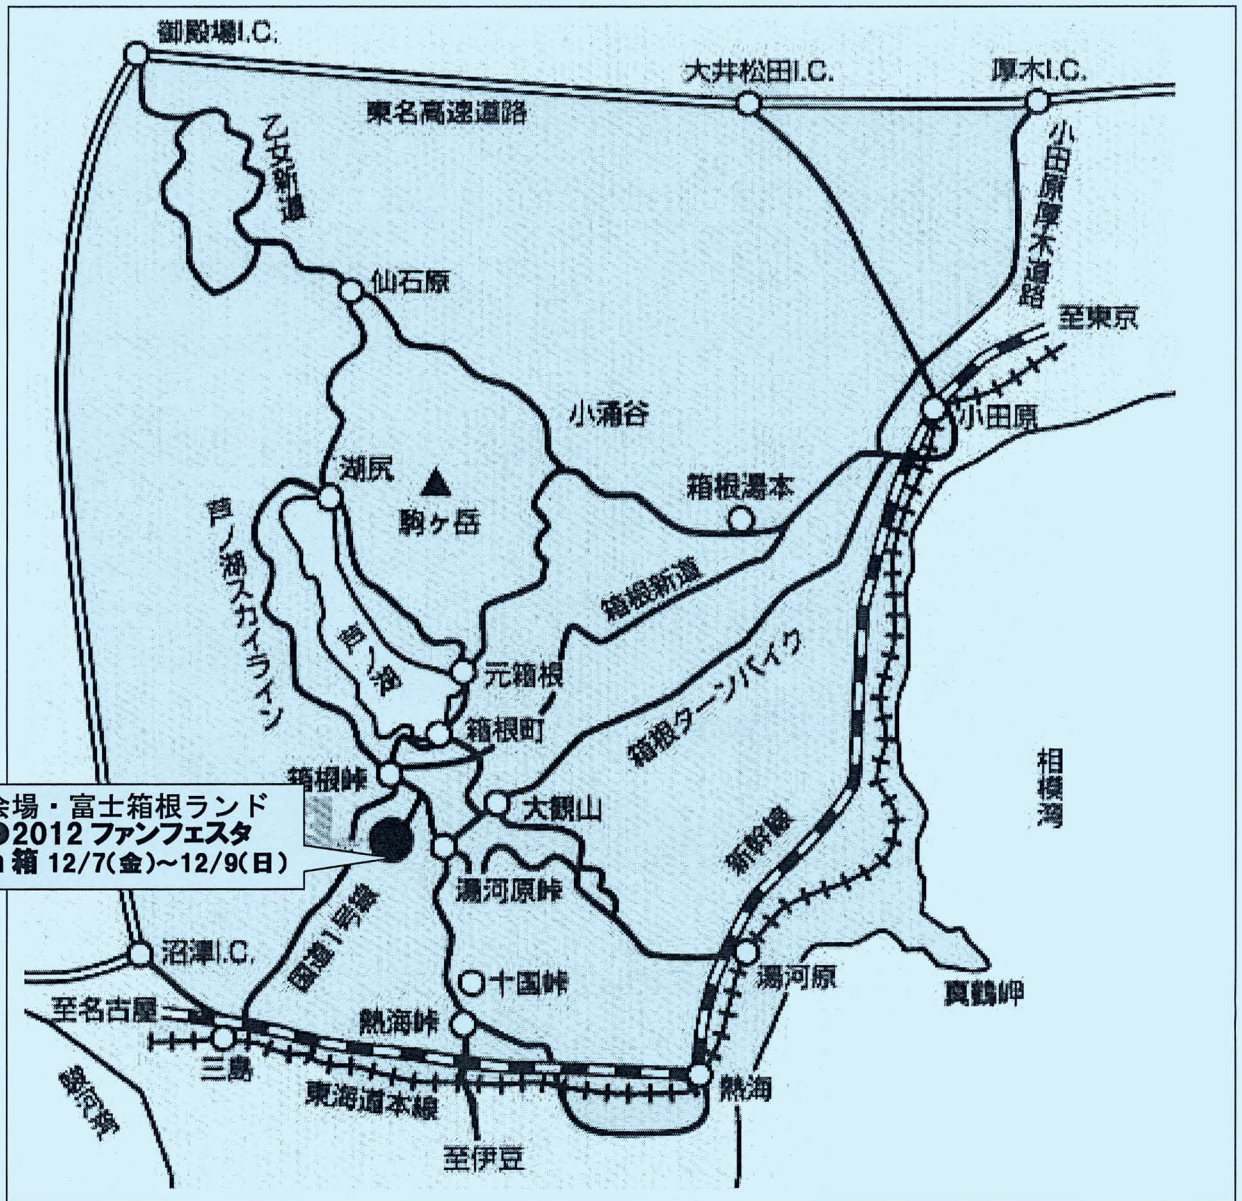 御殿場I.C.
大井松田I.C.
厚木I.C.
東名高速道路
乙女新道
小田原厚木道路
仙石原
至東京
小涌谷
小田原
湖尻
駒ヶ岳
箱根湯本
芦ノ湖スカイライン
箱根新道
芦ノ湖
元箱根
箱根ターンパイク
箱根町
箱根峠
大観山
相模湾
会場・富士箱根ランド
●2012 ファンフェスタ
箱 12/7(金)～12/9(日)
新幹線
湯河原峠
国道1号線
沼津I.C.
十国峠
湯河原
真鶴岬
至名古屋
熱海峠
三島
東海道本線
熱海
駿河湾
至伊豆